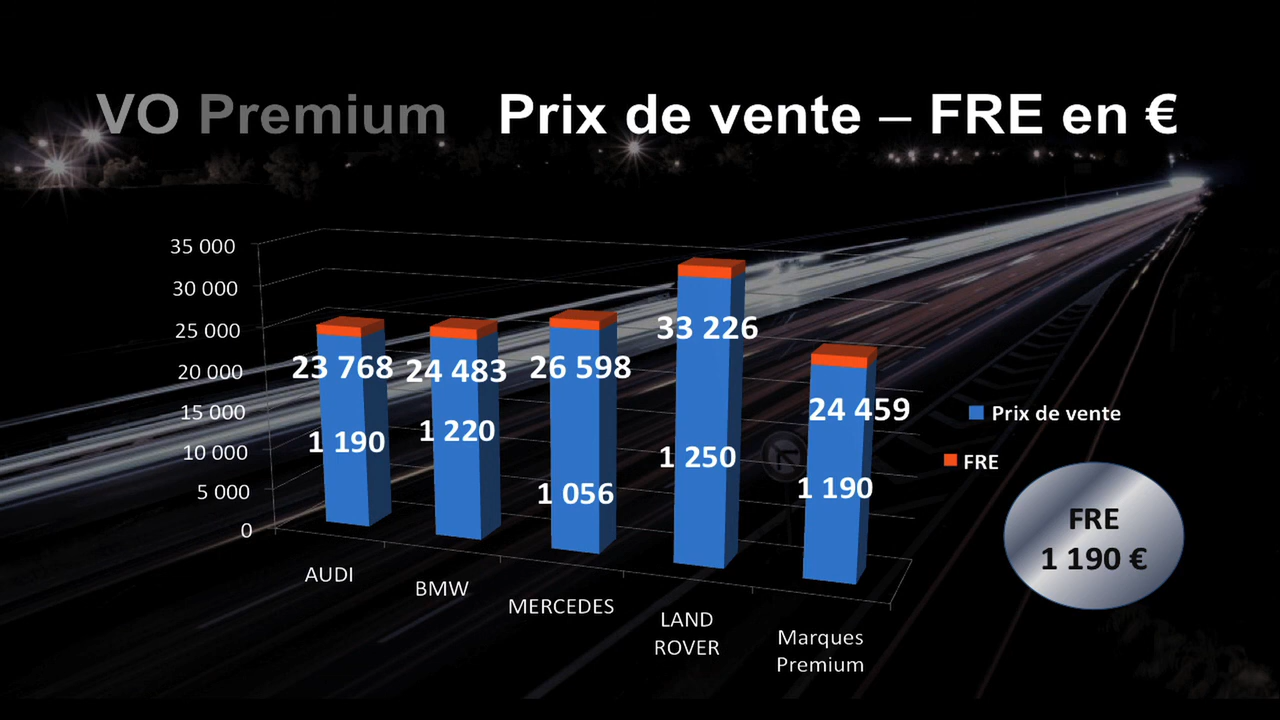 VO Premium Prix de vente – FRE en €
35 000
30 000
25 000
20 000
15 000
10 000
5 000
0
23 768
24 483
26 598
33 226
24 459
1 190
1 220
1 056
1 250
1 190
AUDI
BMW
MERCEDES
LAND
ROVER
Marques
Premium
Prix de vente
FRE
FRE
1 190 €